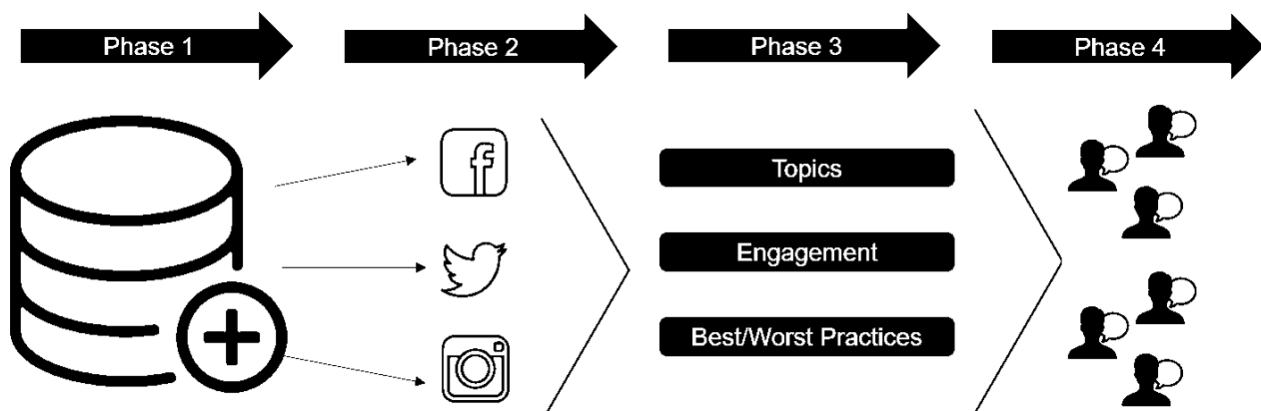 Phase 1
Phase 2
Phase 3
Phase 4
Topics
Engagement
Best/Worst Practices